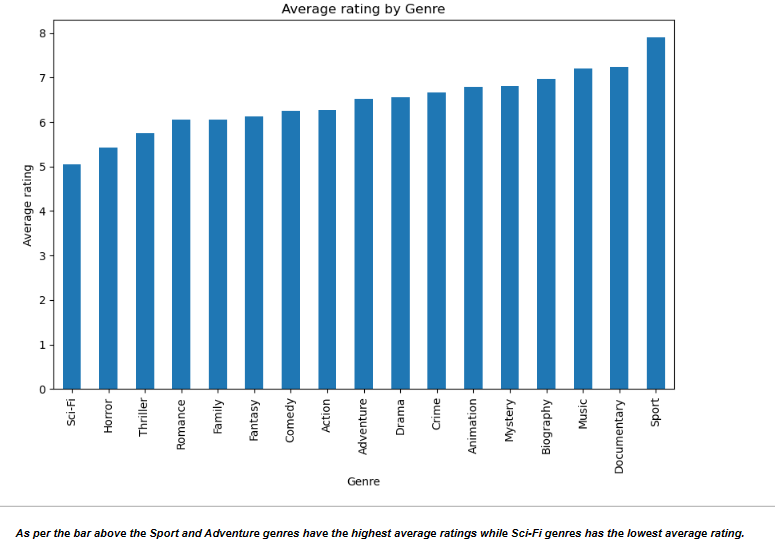 Average rating by Genre
Average rating
8
7
6
5
4
3
2
1
0
Sci-Fi
Horror
Thriller
Romance
Family
Fantasy
Comedy
Action
Adventure
Drama
Crime
Animation
Mystery
Biography
Music
Documentary
Sport
Genre
As per the bar above the Sport and Adventure genres have the highest average ratings while Sci-Fi genres has the lowest average rating.